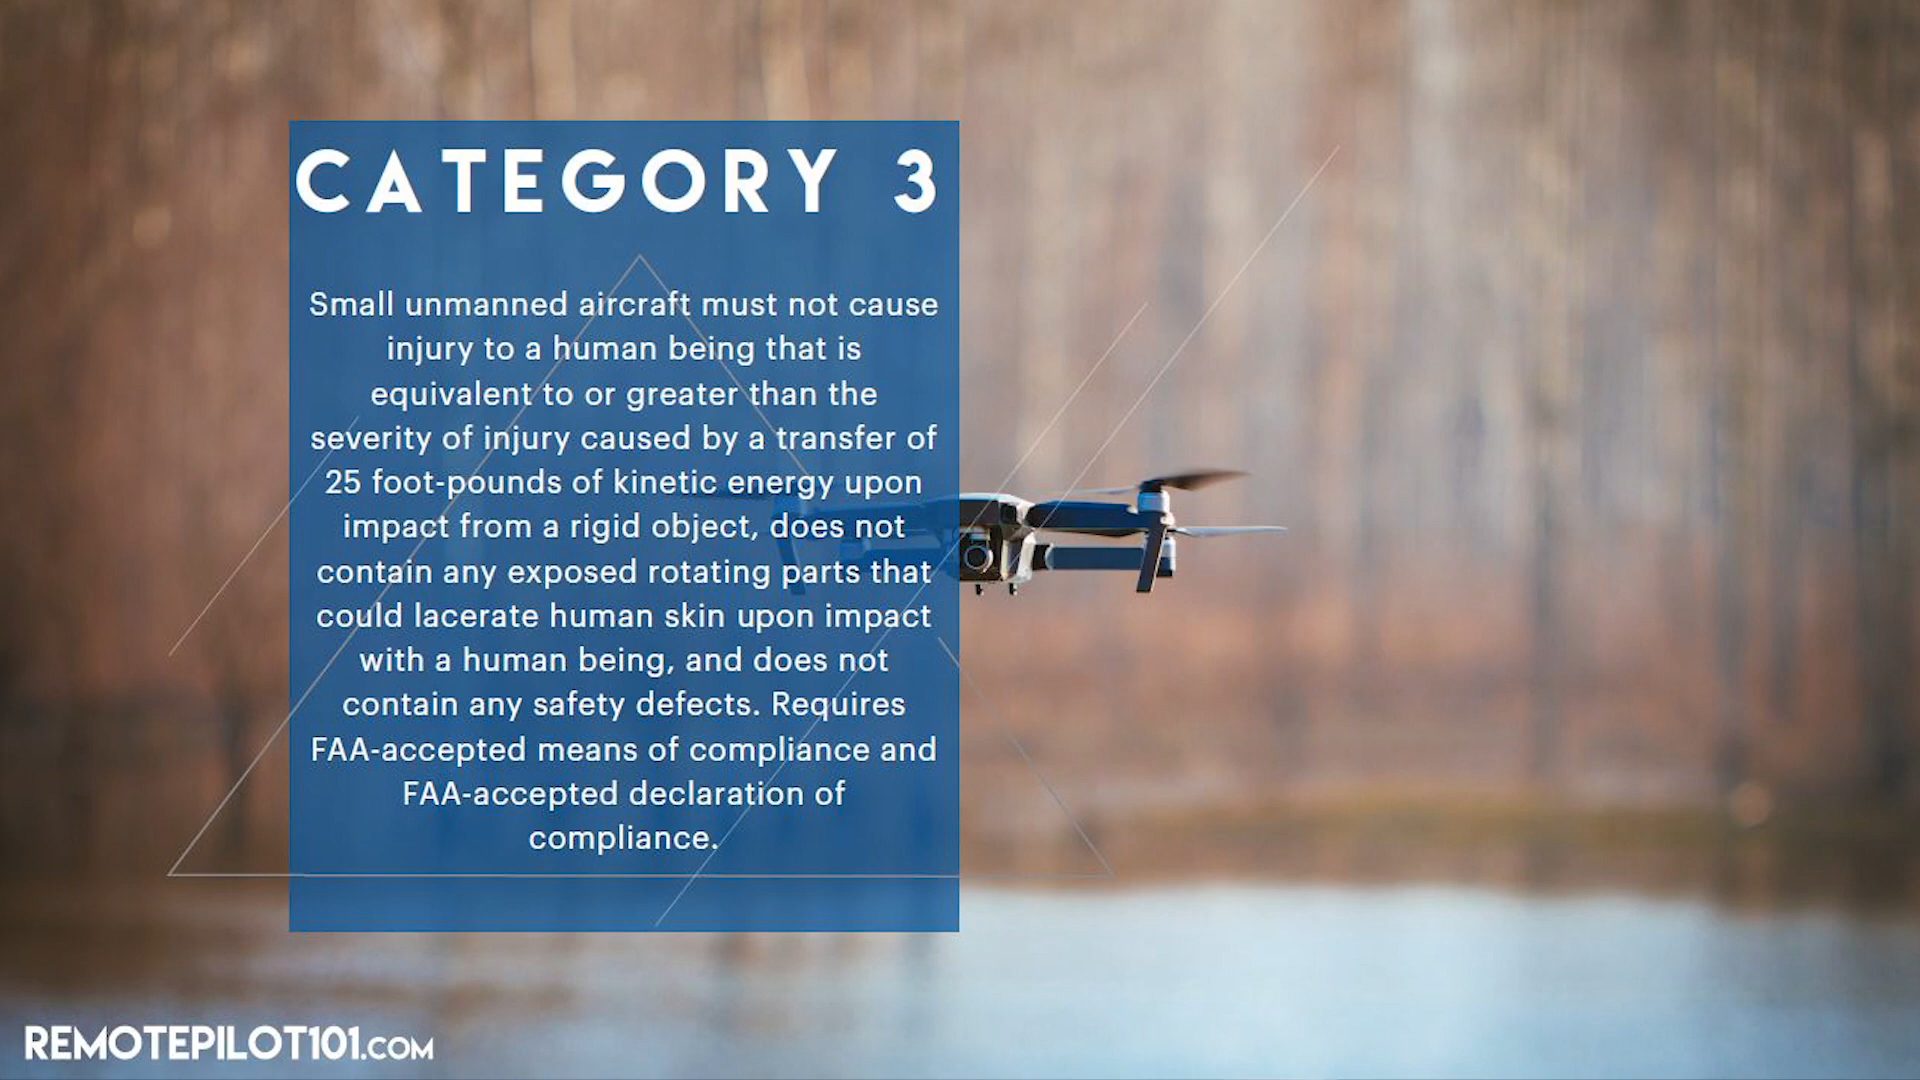 CATEGORY 3
Small unmanned aircraft must not cause
injury to a human being that is
equivalent to or greater than the
severity of injury caused by a transfer of
25 foot-pounds of kinetic energy upon
impact from a rigid object, does not
contain any exposed rotating parts that
could lacerate human skin upon impact
with a human being, and does not
contain any safety defects. Requires
FAA-accepted means of compliance and
FAA-accepted declaration of
compliance.
REMOTEPILOT101.COM